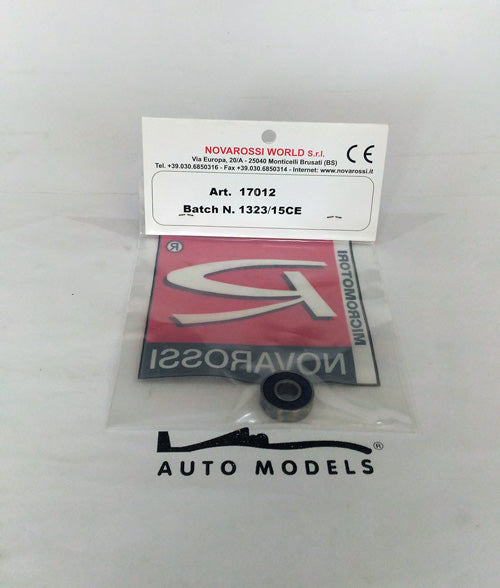 NOVAROSSI WORLD S.r.l.
Via Europa, 20/A - 25040 Monticelli Brusati (BS)
Tel. +39.030.6850316 - Fax +39.030.6850314 - Internet: www.novarossi.it
CE
Art. 17012
Batch N. 1323/15CE
®
MICROMOTORI
NOVAROSSI
®
AUTO MODELS